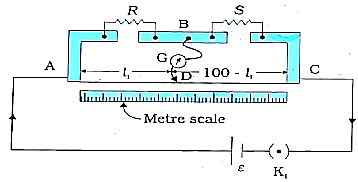 R B S
A G C
l₁ D 100 - l₁
Metre scale
ε K₁